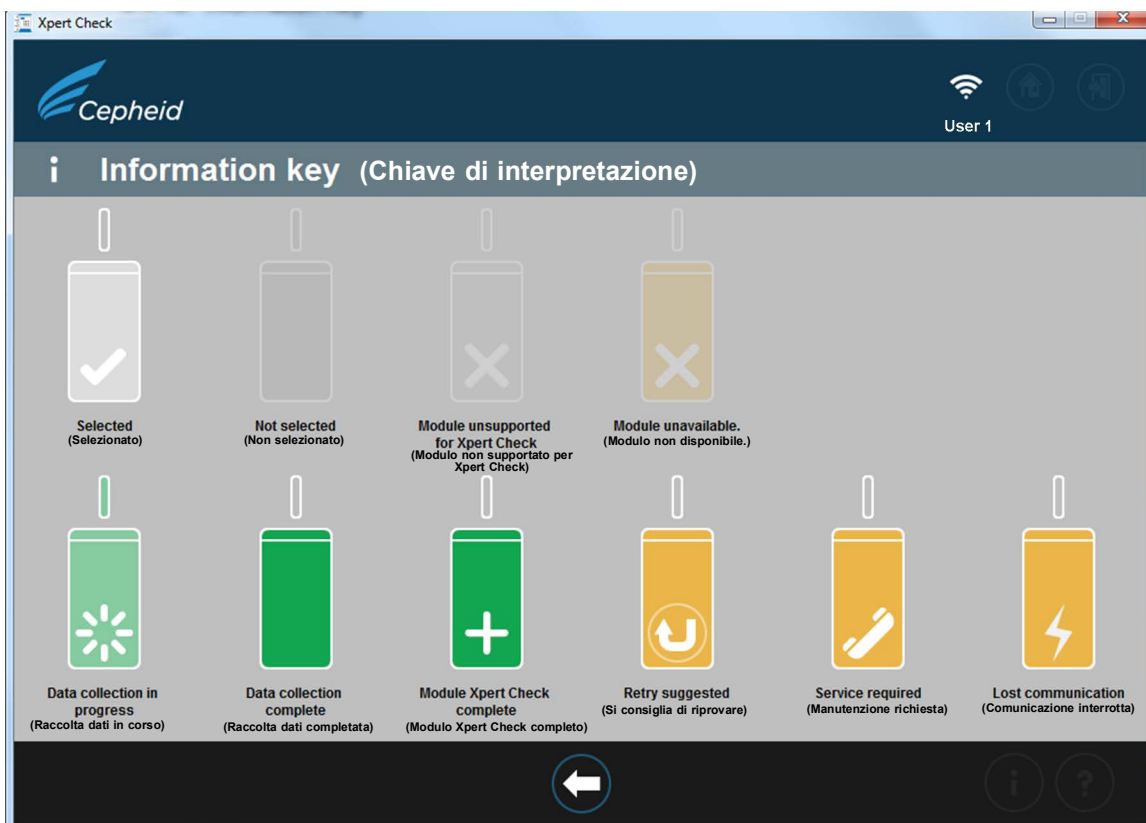 Xpert Check
Cepheid
User 1
i Information key (Chiave di interpretazione)
Selected
(Selezionato)
Not selected
(Non selezionato)
Module unsupported
for Xpert Check
(Modulo non supportato per
Xpert Check)
Module unavailable.
(Modulo non disponibile.)
Data collection in
progress
(Raccolta dati in corso)
Data collection
complete
(Raccolta dati completata)
Module Xpert Check
complete
(Modulo Xpert Check completo)
Retry suggested
(Si consiglia di riprovare)
Service required
(Manutenzione richiesta)
Lost communication
(Comunicazione interrotta)
i ?